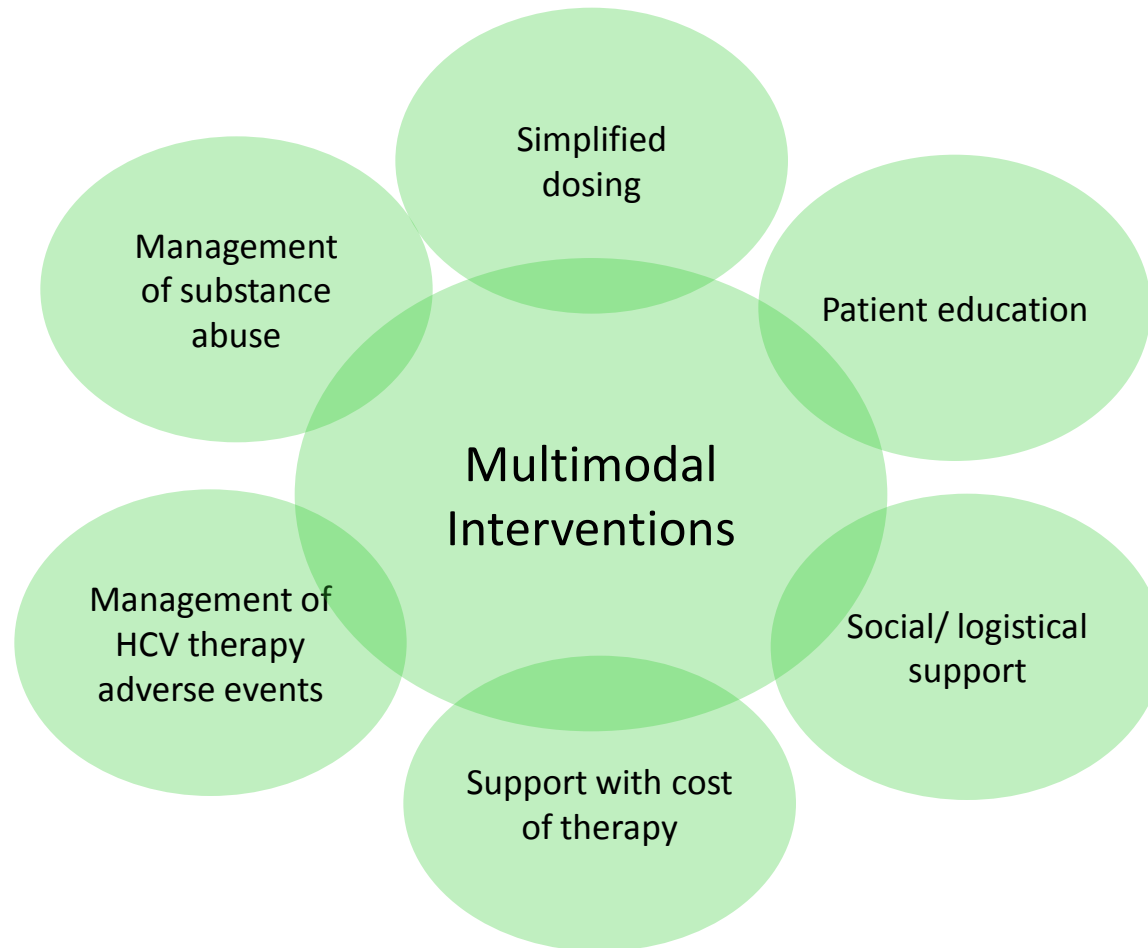 Simplified
dosing
Management
of substance
abuse
Patient education
Multimodal
Interventions
Management of
HCV therapy
adverse events
Social/ logistical
support
Support with cost
of therapy